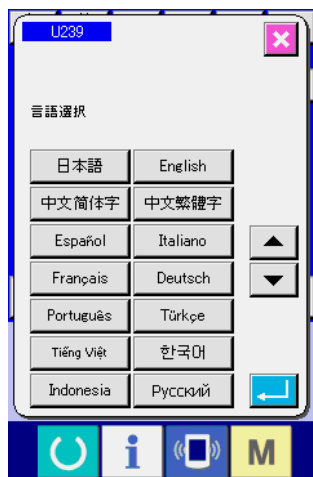 U239
言語選択
日本語 English
中文简体字 中文繁體字
Español Italiano
Français Deutsch
Português Türkçe
Tiếng Việt 한국어
Indonesia Русский
i M